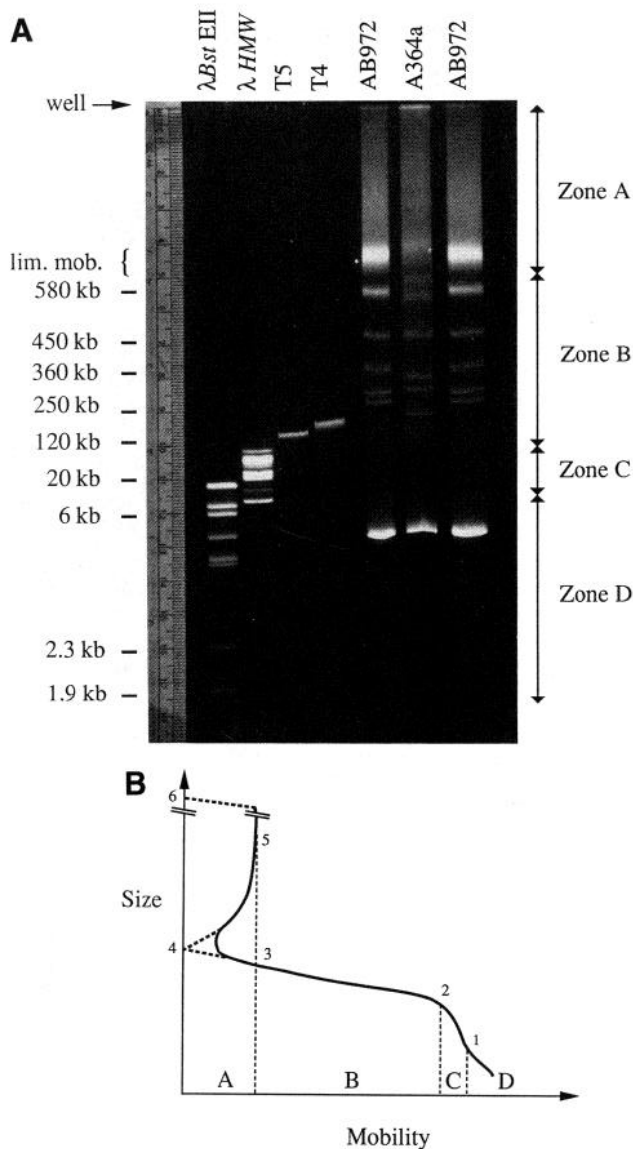 A
λBst EII
λ HMW
T5
T4
AB972
A364a
AB972
well
lim. mob. {
580 kb
450 kb
360 kb
250 kb
120 kb
20 kb
6 kb
2.3 kb
1.9 kb
Zone A
Zone B
Zone C
Zone D
B
Size
6
5
4
3
2
1
A B C D
Mobility